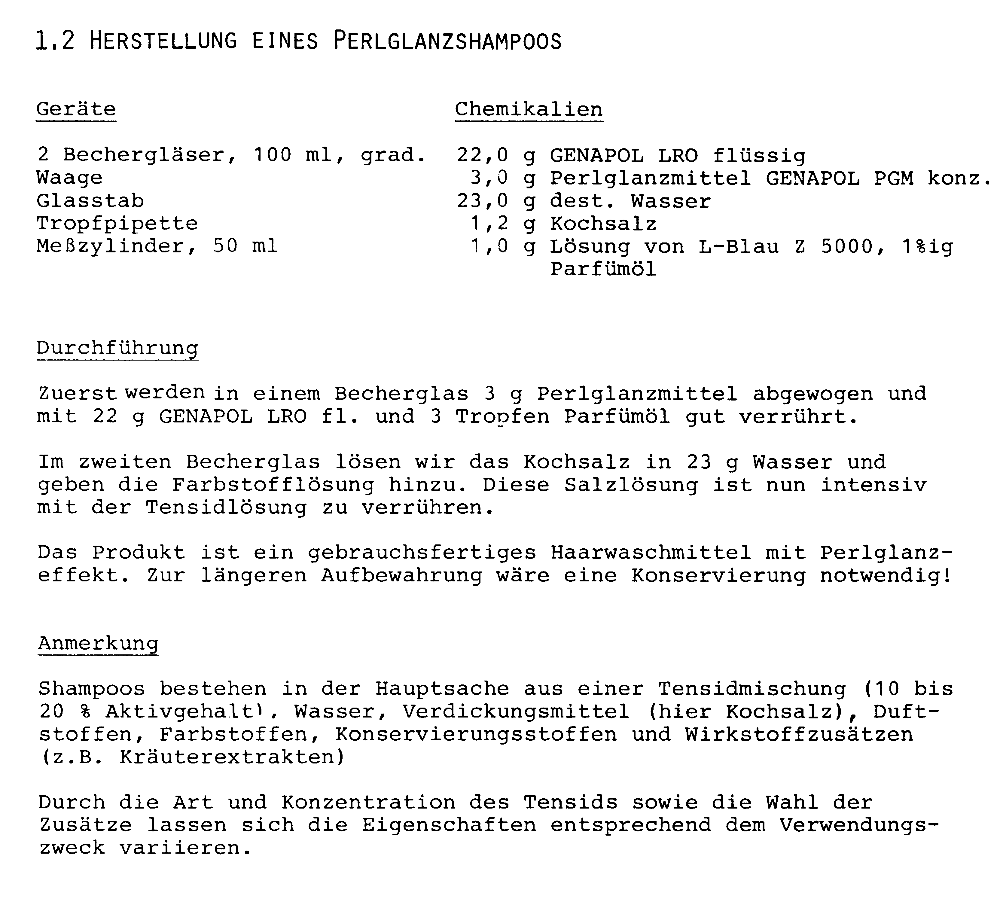 1.2 HERSTELLUNG EINES PERLGLANZSHAMPOOS
Geräte
2 Bechergläser, 100 ml, grad.
Waage
Glasstab
Tropfpipette
Meßzylinder, 50 ml
Chemikalien
22,0 g GENAPOL LRO flüssig
3,0 g Perlglanzmittel GENAPOL PGM konz.
23,0 g dest. Wasser
1,2 g Kochsalz
1,0 g Lösung von L-Blau Z 5000, 1%ig
Parfümöl
Durchführung
Zuerst werden in einem Becherglas 3 g Perlglanzmittel abgewogen und
mit 22 g GENAPOL LRO fl. und 3 Tropfen Parfümöl gut verrührt.
Im zweiten Becherglas lösen wir das Kochsalz in 23 g Wasser und
geben die Farbstofflösung hinzu. Diese Salzlösung ist nun intensiv
mit der Tensidlösung zu verrühren.
Das Produkt ist ein gebrauchsfertiges Haarwaschmittel mit Perlglanz-
effekt. Zur längeren Aufbewahrung wäre eine Konservierung notwendig!
Anmerkung
Shampoos bestehen in der Hauptsache aus einer Tensidmischung (10 bis
20 % Aktivgehalt), Wasser, Verdickungsmittel (hier Kochsalz), Duft-
stoffen, Farbstoffen, Konservierungsstoffen und Wirkstoffzusätzen
(z.B. Kräuterextrakten)
Durch die Art und Konzentration des Tensids sowie die Wahl der
Zusätze lassen sich die Eigenschaften entsprechend dem Verwendungs-
zweck variieren.